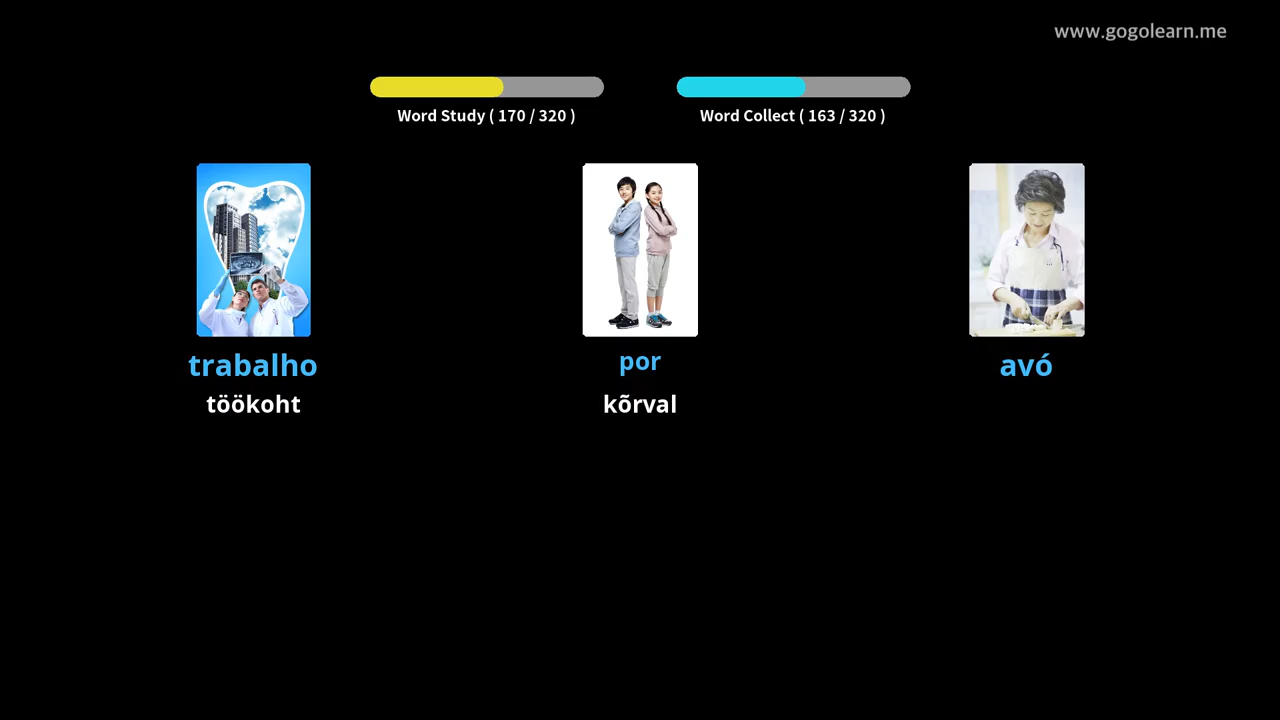 www.gogolearn.me
Word Study ( 170 / 320 )
Word Collect ( 163 / 320 )
trabalho
töökoht
por
kõrval
avó